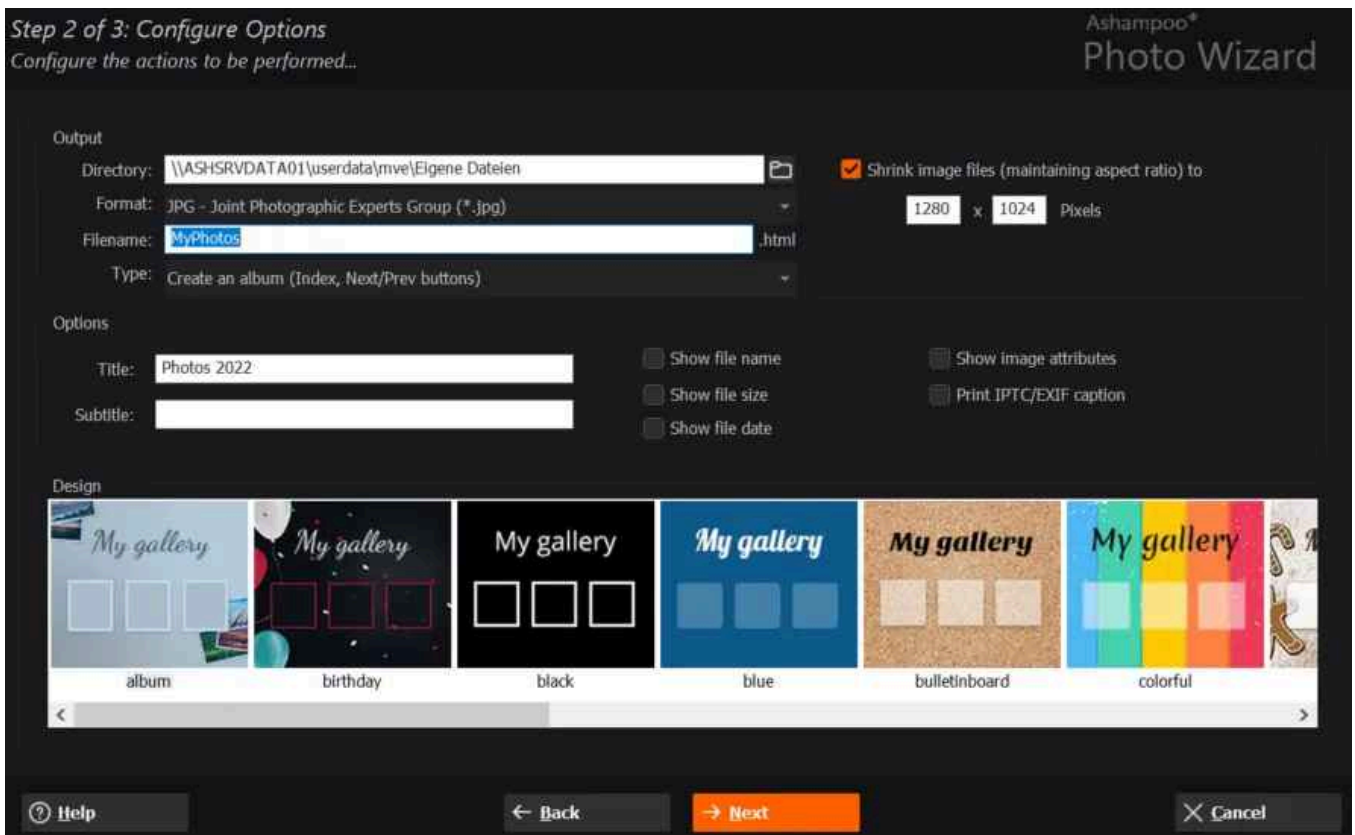 Step 2 of 3: Configure Options
Configure the actions to be performed...
Ashampoo®
Photo Wizard
Output
Directory: \\ASHSRVDATA01\userdata\mve\Eigene Dateien
Shrink image files (maintaining aspect ratio) to
Format: JPG - Joint Photographic Experts Group (*.jpg)
1280 x 1024 Pixels
Filename: MyPhotos .html
Type: Create an album (Index, Next/Prev buttons)
Options
Title: Photos 2022
Show file name
Show image attributes
Show file size
Print IPTC/EXIF caption
Subtitle:
Show file date
Design
My gallery
My gallery
My gallery
My gallery
My gallery
My gallery
album
birthday
black
blue
bulletinboard
colorful
Help
Back
Next
Cancel